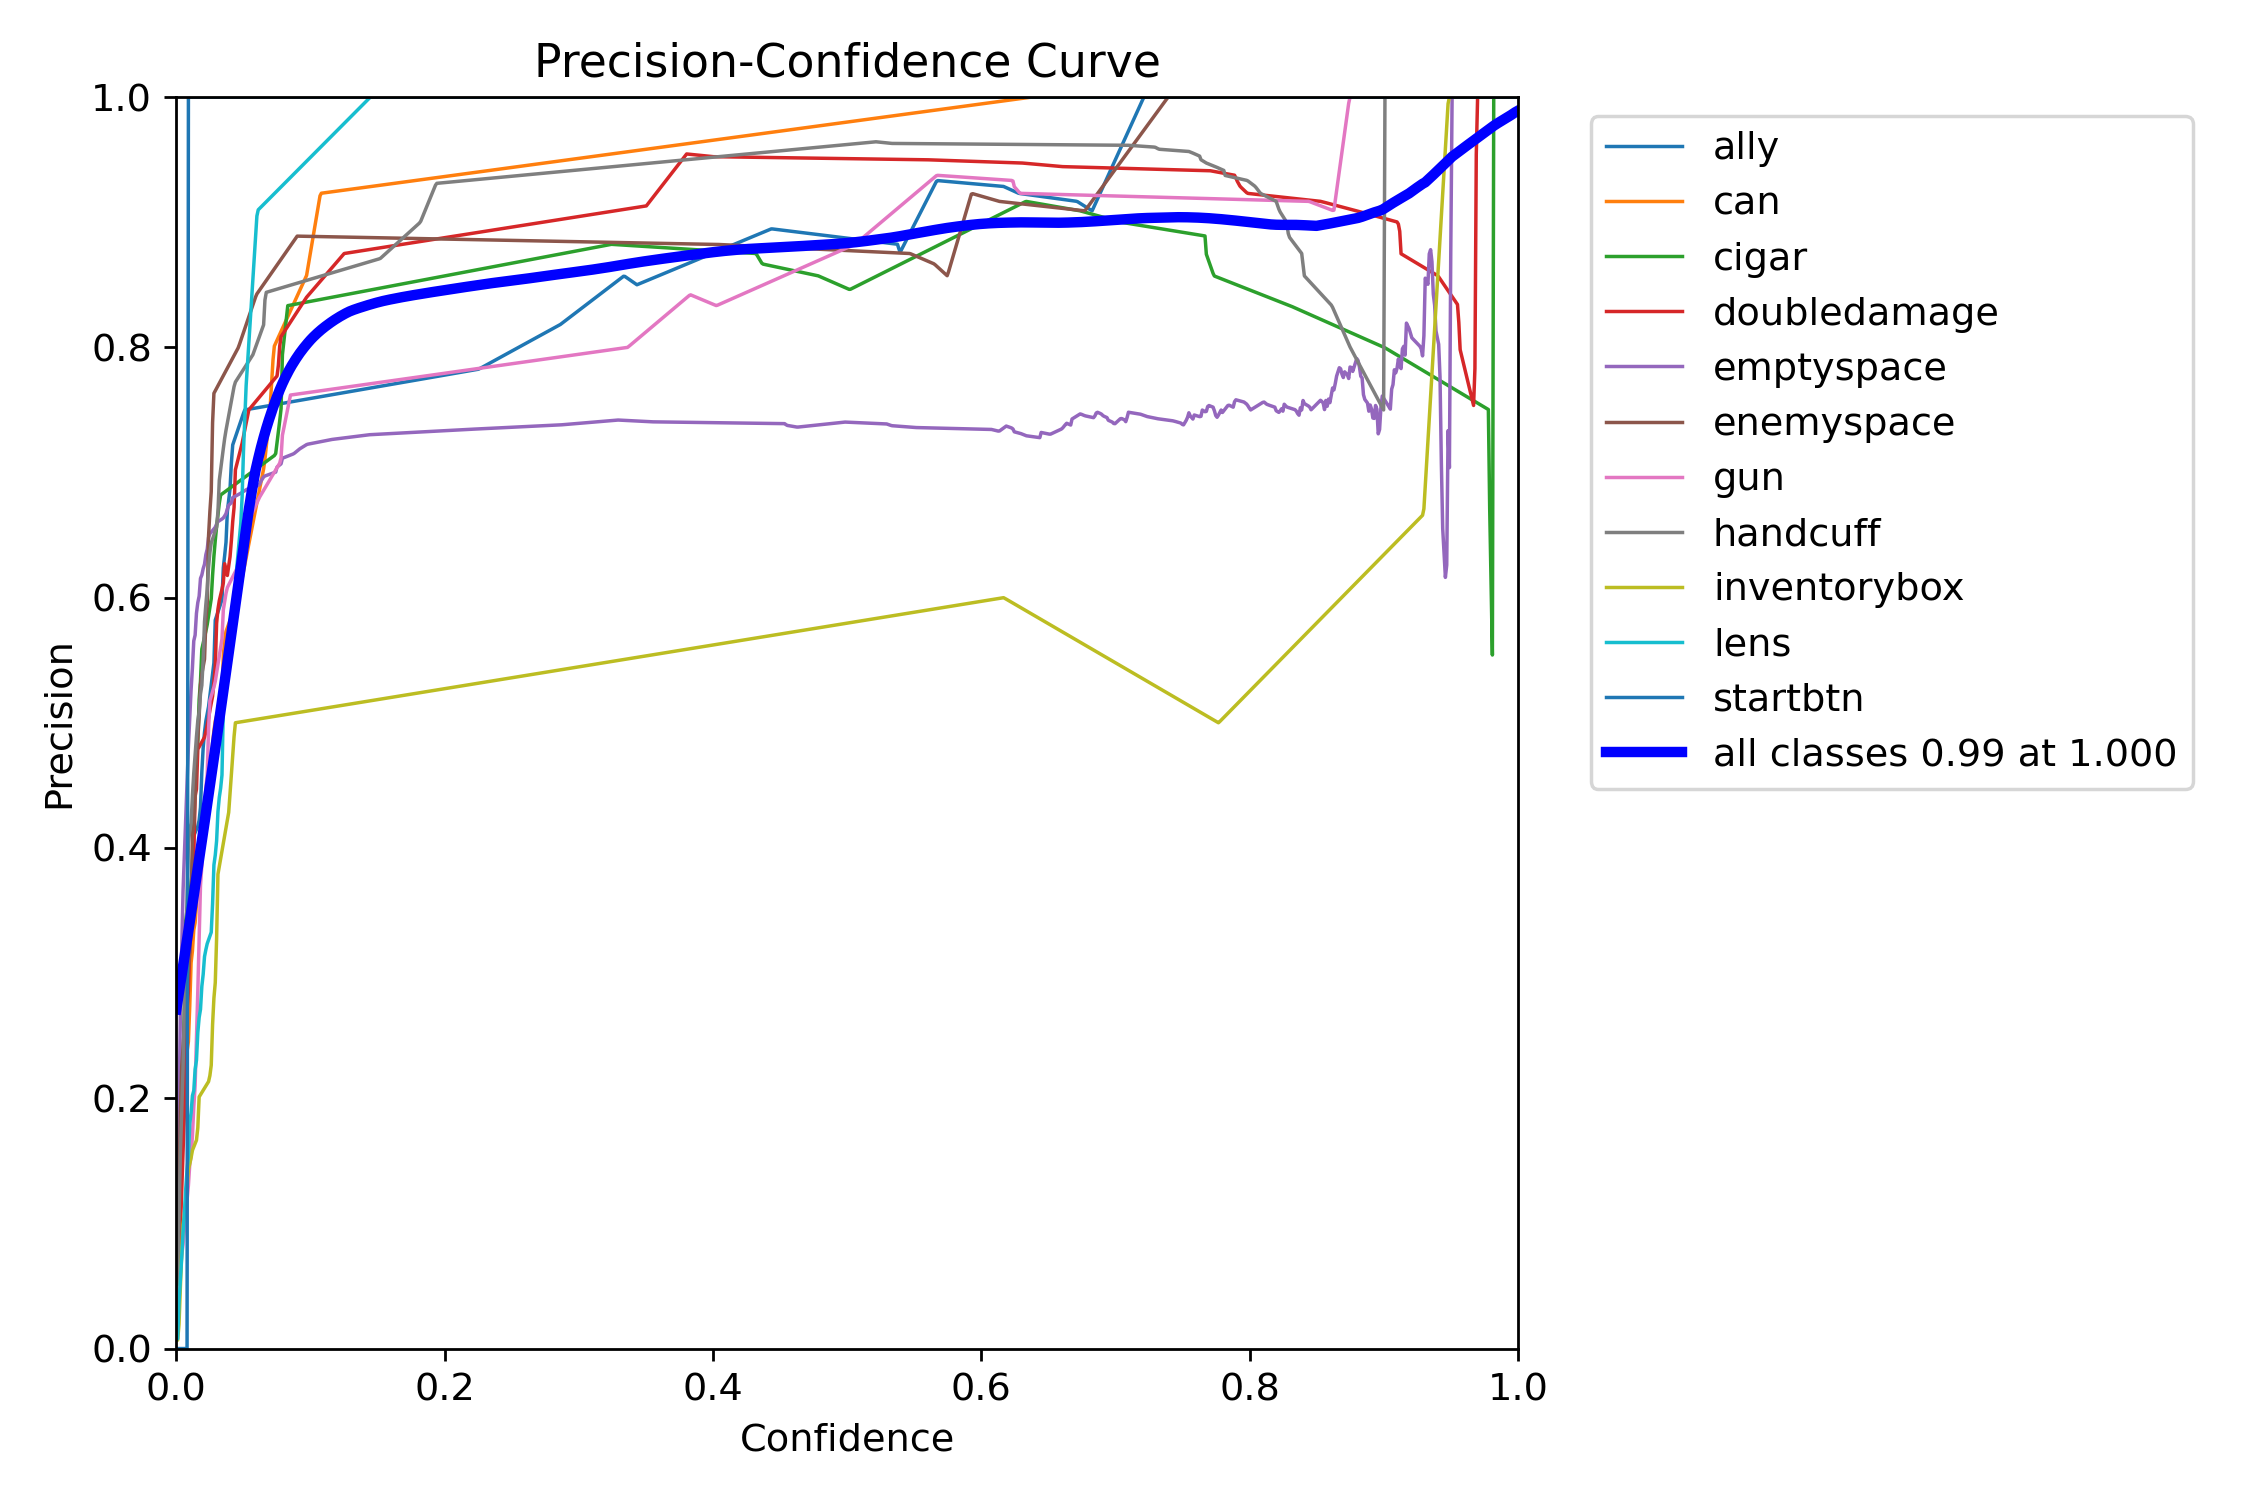 Precision-Confidence Curve
1.0
0.8
0.6
0.4
0.2
0.0
Precision
0.0 0.2 0.4 0.6 0.8 1.0
Confidence
ally
can
cigar
doubledamage
emptyspace
enemyspace
gun
handcuff
inventorybox
lens
startbtn
all classes 0.99 at 1.000